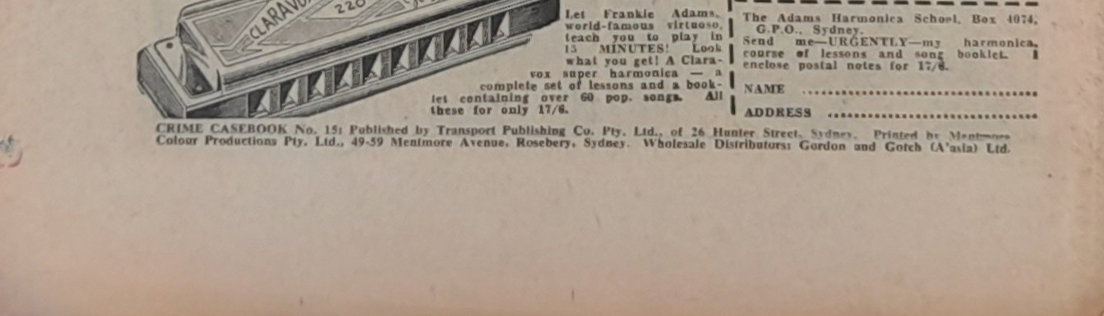 CLARAVOX
220
Let Frankie Adams,
world-famous virtuoso,
teach you to play in
15 MINUTES! Look
what you get! A Clara-
vox super harmonica — a
complete set of lessons and a book-
let containing over 60 pop. songs. All
these for only 17/6.
The Adams Harmonica School, Box 4074,
G.P.O., Sydney.
Send me—URGENTLY—my harmonica,
course of lessons and song booklet. I
enclose postal notes for 17/6.
NAME
ADDRESS
CRIME CASEBOOK No. 15: Published by Transport Publishing Co. Pty. Ltd., of 26 Hunter Street, Sydney. Printed by Mentmore
Colour Productions Pty. Ltd., 49-59 Mentmore Avenue, Rosebery, Sydney. Wholesale Distributors: Gordon and Gotch (A'asia) Ltd.